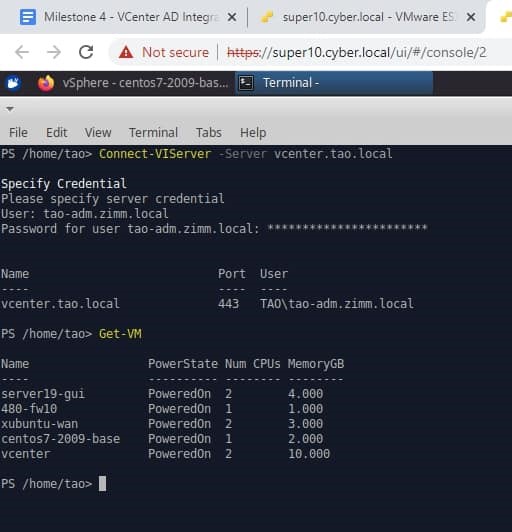 Milestone 4 - VCenter AD Integra
super10.cyber.local - VMware ES
Not secure | https://super10.cyber.local/ui/#/console/2
vSphere - centos7-2009-bas...
Terminal -
File Edit View Terminal Tabs Help
PS /home/tao> Connect-VIServer -Server vcenter.tao.local
Specify Credential
Please specify server credential
User: tao-adm.zimm.local
Password for user tao-adm.zimm.local: ***********************
Name Port User
---- ---- ----
vcenter.tao.local 443 TAO\tao-adm.zimm.local
PS /home/tao> Get-VM
Name PowerState Num CPUs MemoryGB
---- ---------- -------- --------
server19-gui PoweredOn 2 4.000
480-fw10 PoweredOn 1 1.000
xubuntu-wan PoweredOn 2 3.000
centos7-2009-base PoweredOn 1 2.000
vcenter PoweredOn 2 10.000
PS /home/tao>